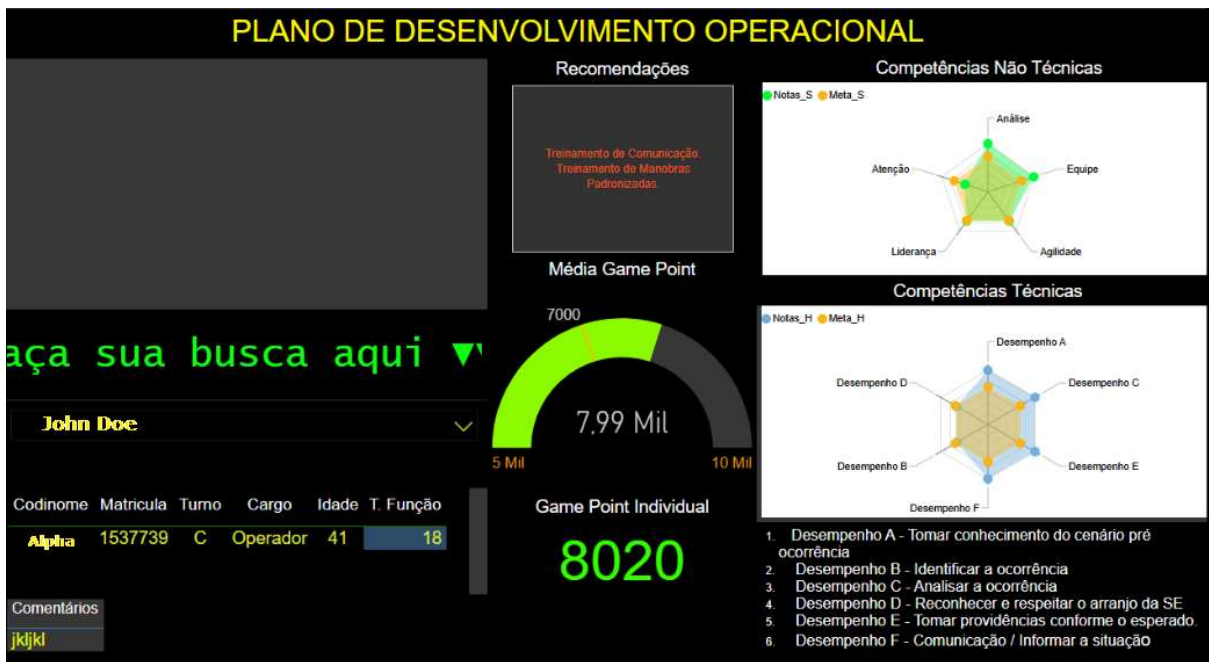 PLANO DE DESENVOLVIMENTO OPERACIONAL
aça sua busca aqui ▼
John Doe
Codinome Matricula Turno Cargo Idade T. Função
Alpha 1537739 C Operador 41 18
Comentários
jkljkl
Recomendações
Treinamento de Comunicação.
Treinamento de Manobras
Padronizadas.
Média Game Point
7000
7,99 Mil
5 Mil 10 Mil
Game Point Individual
8020
Competências Não Técnicas
Notas_S Meta_S
Análise
Atenção Equipe
Liderança Agilidade
Competências Técnicas
Notas_H Meta_H
Desempenho A
Desempenho D Desempenho C
Desempenho B Desempenho E
Desempenho F
1. Desempenho A - Tomar conhecimento do cenário pré
ocorrência
2. Desempenho B - Identificar a ocorrência
3. Desempenho C - Analisar a ocorrência
4. Desempenho D - Reconhecer e respeitar o arranjo da SE
5. Desempenho E - Tomar providências conforme o esperado.
6. Desempenho F - Comunicação / Informar a situação